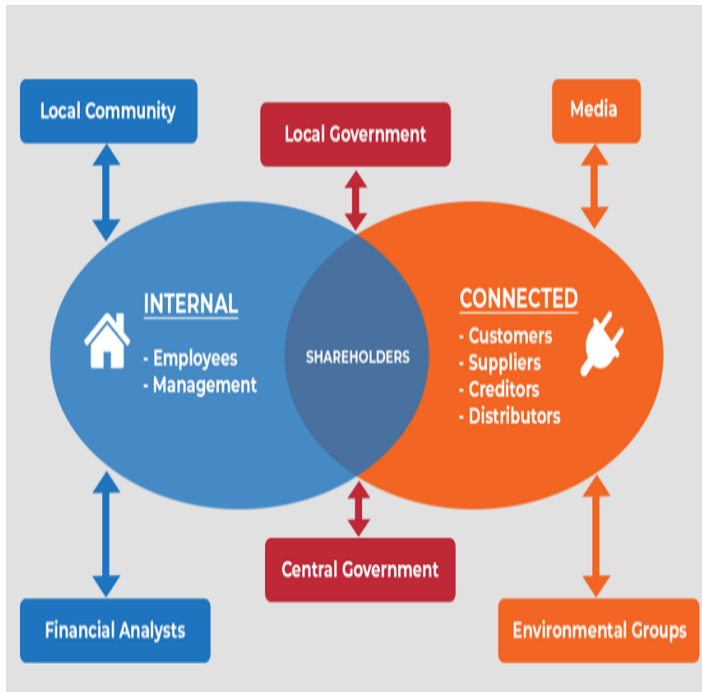 Local Community
Local Government
Media
INTERNAL
- Employees
- Management
SHAREHOLDERS
CONNECTED
- Customers
- Suppliers
- Creditors
- Distributors
Central Government
Financial Analysts
Environmental Groups